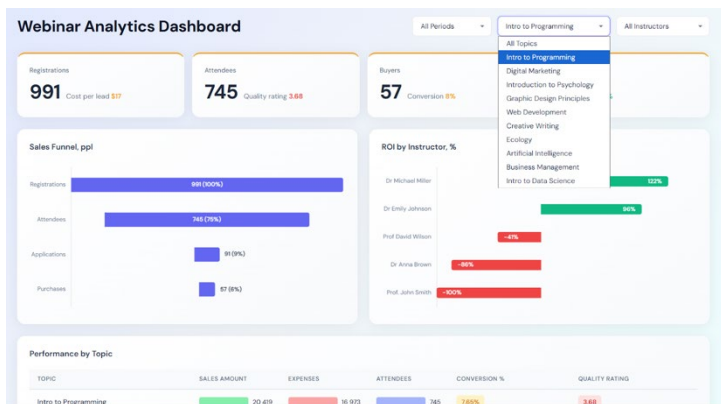 Webinar Analytics Dashboard
All Periods
Intro to Programming
All Instructors
All Topics
Intro to Programming
Digital Marketing
Introduction to Psychology
Graphic Design Principles
Web Development
Creative Writing
Ecology
Artificial Intelligence
Business Management
Intro to Data Science
Registrations
991 Cost per lead $17
Attendees
745 Quality rating 3.68
Buyers
57 Conversion 8%
Sales Funnel, ppl
Registrations 991 (100%)
Attendees 745 (75%)
Applications 91 (9%)
Purchases 57 (6%)
ROI by Instructor, %
Dr Michael Miller 122%
Dr Emily Johnson 96%
Prof David Wilson -41%
Dr Anna Brown -86%
Prof. John Smith -100%
Performance by Topic
TOPIC SALES AMOUNT EXPENSES ATTENDEES CONVERSION % QUALITY RATING
Intro to Programming 20 419 16 973 745 7.65% 3.68